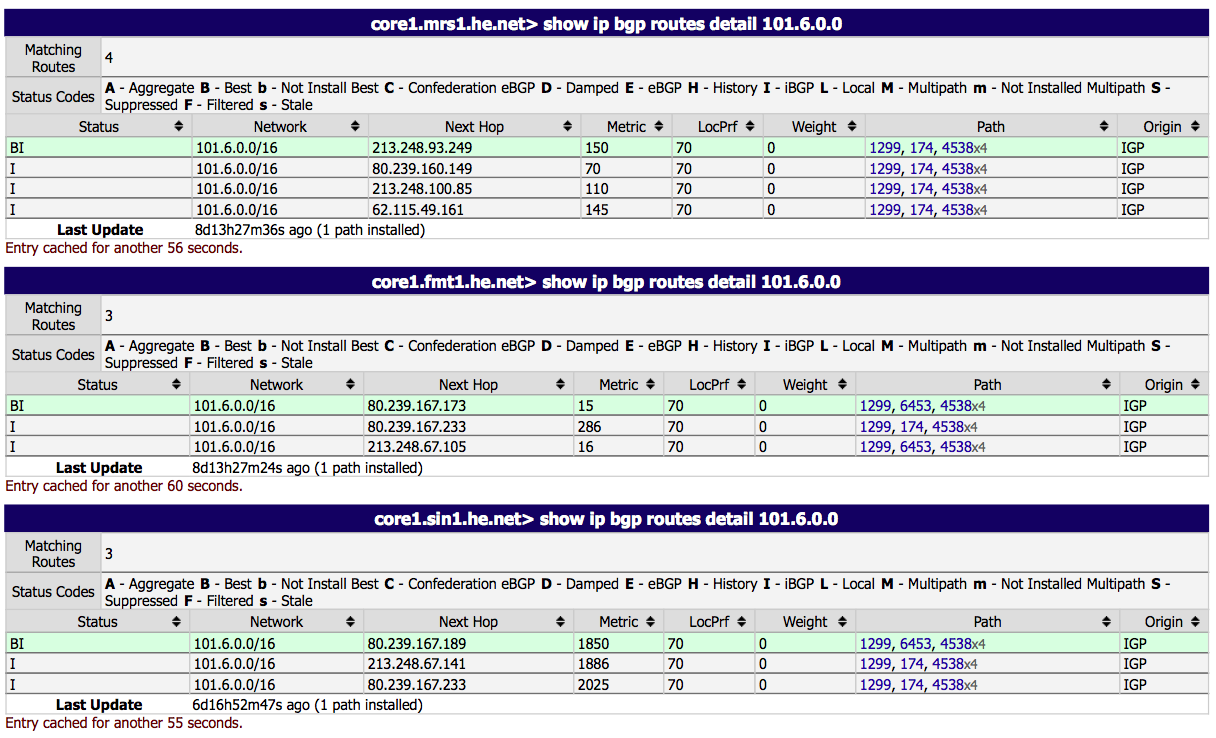 core1.mrs1.he.net> show ip bgp routes detail 101.6.0.0
Matching Routes 4
Status Codes A - Aggregate B - Best b - Not Install Best C - Confederation eBGP D - Damped E - eBGP H - History I - iBGP L - Local M - Multipath m - Not Installed Multipath S -
Suppressed F - Filtered s - Stale
Status Network Next Hop Metric LocPrf Weight Path Origin
BI 101.6.0.0/16 213.248.93.249 150 70 0 1299, 174, 4538x4 IGP
I 101.6.0.0/16 80.239.160.149 70 70 0 1299, 174, 4538x4 IGP
I 101.6.0.0/16 213.248.100.85 110 70 0 1299, 174, 4538x4 IGP
I 101.6.0.0/16 62.115.49.161 145 70 0 1299, 174, 4538x4 IGP
Last Update 8d13h27m36s ago (1 path installed)
Entry cached for another 56 seconds.
core1.fmt1.he.net> show ip bgp routes detail 101.6.0.0
Matching Routes 3
Status Codes A - Aggregate B - Best b - Not Install Best C - Confederation eBGP D - Damped E - eBGP H - History I - iBGP L - Local M - Multipath m - Not Installed Multipath S -
Suppressed F - Filtered s - Stale
Status Network Next Hop Metric LocPrf Weight Path Origin
BI 101.6.0.0/16 80.239.167.173 15 70 0 1299, 6453, 4538x4 IGP
I 101.6.0.0/16 80.239.167.233 286 70 0 1299, 174, 4538x4 IGP
I 101.6.0.0/16 213.248.67.105 16 70 0 1299, 6453, 4538x4 IGP
Last Update 8d13h27m24s ago (1 path installed)
Entry cached for another 60 seconds.
core1.sin1.he.net> show ip bgp routes detail 101.6.0.0
Matching Routes 3
Status Codes A - Aggregate B - Best b - Not Install Best C - Confederation eBGP D - Damped E - eBGP H - History I - iBGP L - Local M - Multipath m - Not Installed Multipath S -
Suppressed F - Filtered s - Stale
Status Network Next Hop Metric LocPrf Weight Path Origin
BI 101.6.0.0/16 80.239.167.189 1850 70 0 1299, 6453, 4538x4 IGP
I 101.6.0.0/16 213.248.67.141 1886 70 0 1299, 174, 4538x4 IGP
I 101.6.0.0/16 80.239.167.233 2025 70 0 1299, 174, 4538x4 IGP
Last Update 6d16h52m47s ago (1 path installed)
Entry cached for another 55 seconds.